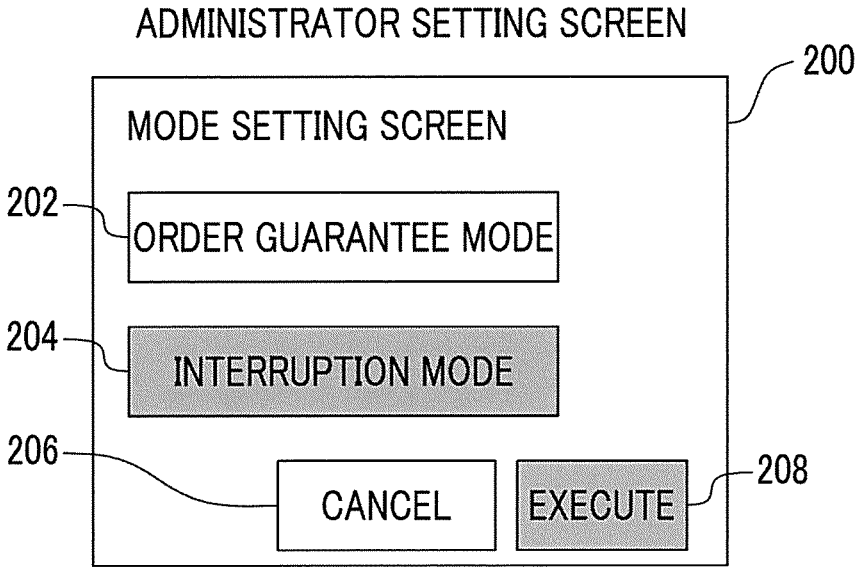 ADMINISTRATOR SETTING SCREEN
200
MODE SETTING SCREEN
202
ORDER GUARANTEE MODE
204
INTERRUPTION MODE
206
CANCEL
EXECUTE
208